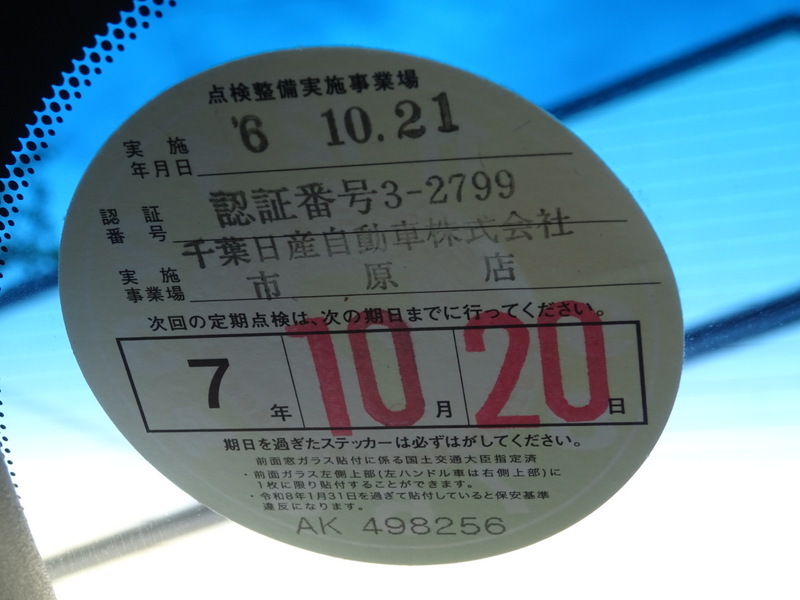 点検整備実施事業場
実施年月日 '6 10.21
認証番号 認証番号3-2799
千葉日産自動車株式会社
実施事業場 市原店
次回の定期点検は、次の期日までに行ってください。
7年10月20日
期日を過ぎたステッカーは必ずはがしてください。
前面窓ガラス貼付に係る国土交通大臣指定済
・前面ガラス左側上部(左ハンドル車は右側上部)に
1枚に限り貼付することができます。
・令和8年1月31日を過ぎて貼付していると保安基準
違反になります。
AK 498256